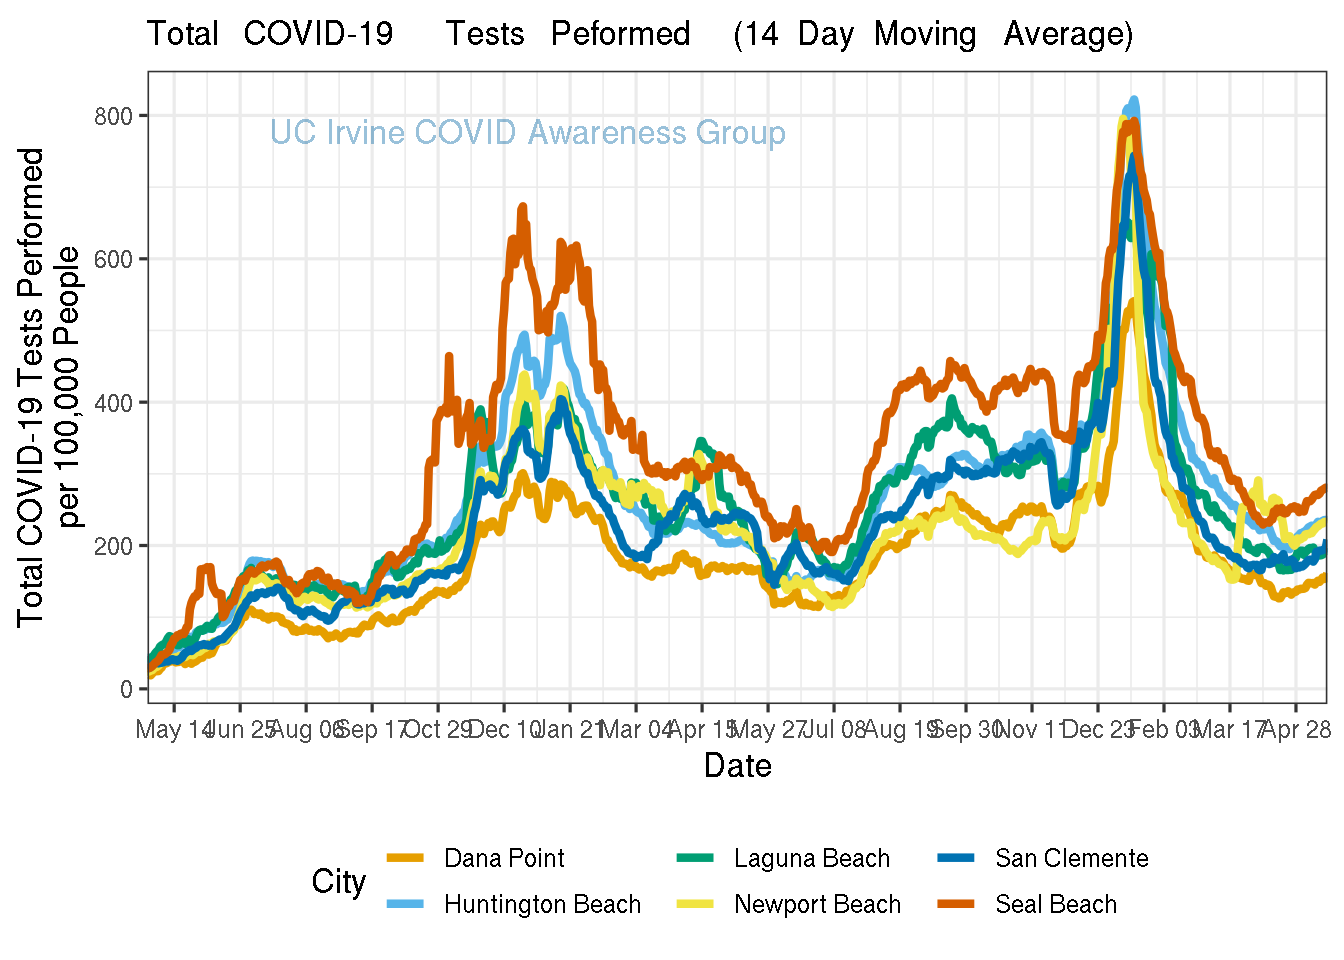 Total COVID-19 Tests Peformed (14 Day Moving Average)
UC Irvine COVID Awareness Group
Total COVID-19 Tests Performed
per 100,000 People
800
600
400
200
0
May 14 Jun 25 Aug 06 Sep 17 Oct 29 Dec 10 Jan 21 Mar 04 Apr 15 May 27 Jul 08 Aug 19 Sep 30 Nov 11 Dec 23 Feb 03 Mar 17 Apr 28
Date
City
Dana Point Laguna Beach San Clemente
Huntington Beach Newport Beach Seal Beach